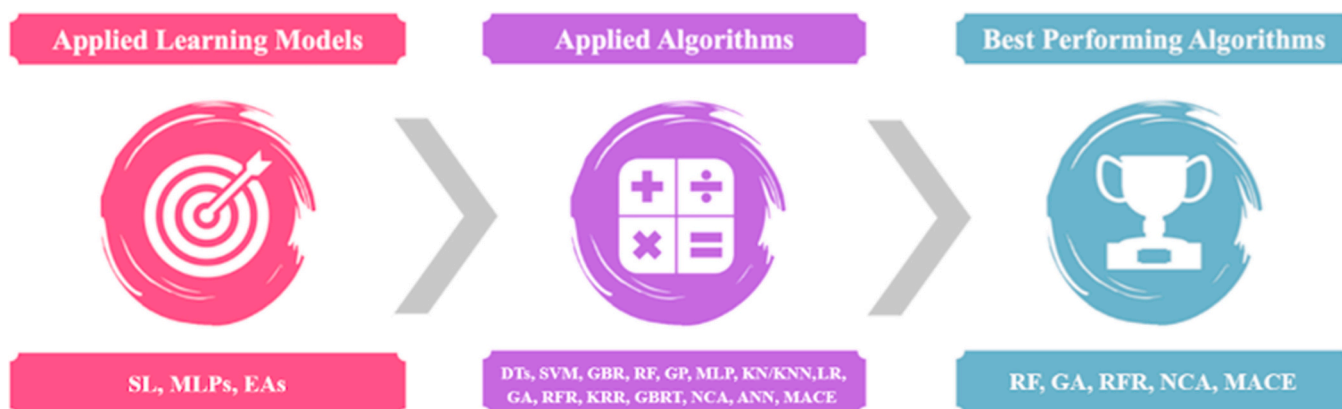 Applied Learning Models
Applied Algorithms
Best Performing Algorithms
SL, MLPs, EAs
DTs, SVM, GBR, RF, GP, MLP, KN/KNN,LR,
GA, RFR, KRR, GBRT, NCA, ANN, MACE
RF, GA, RFR, NCA, MACE